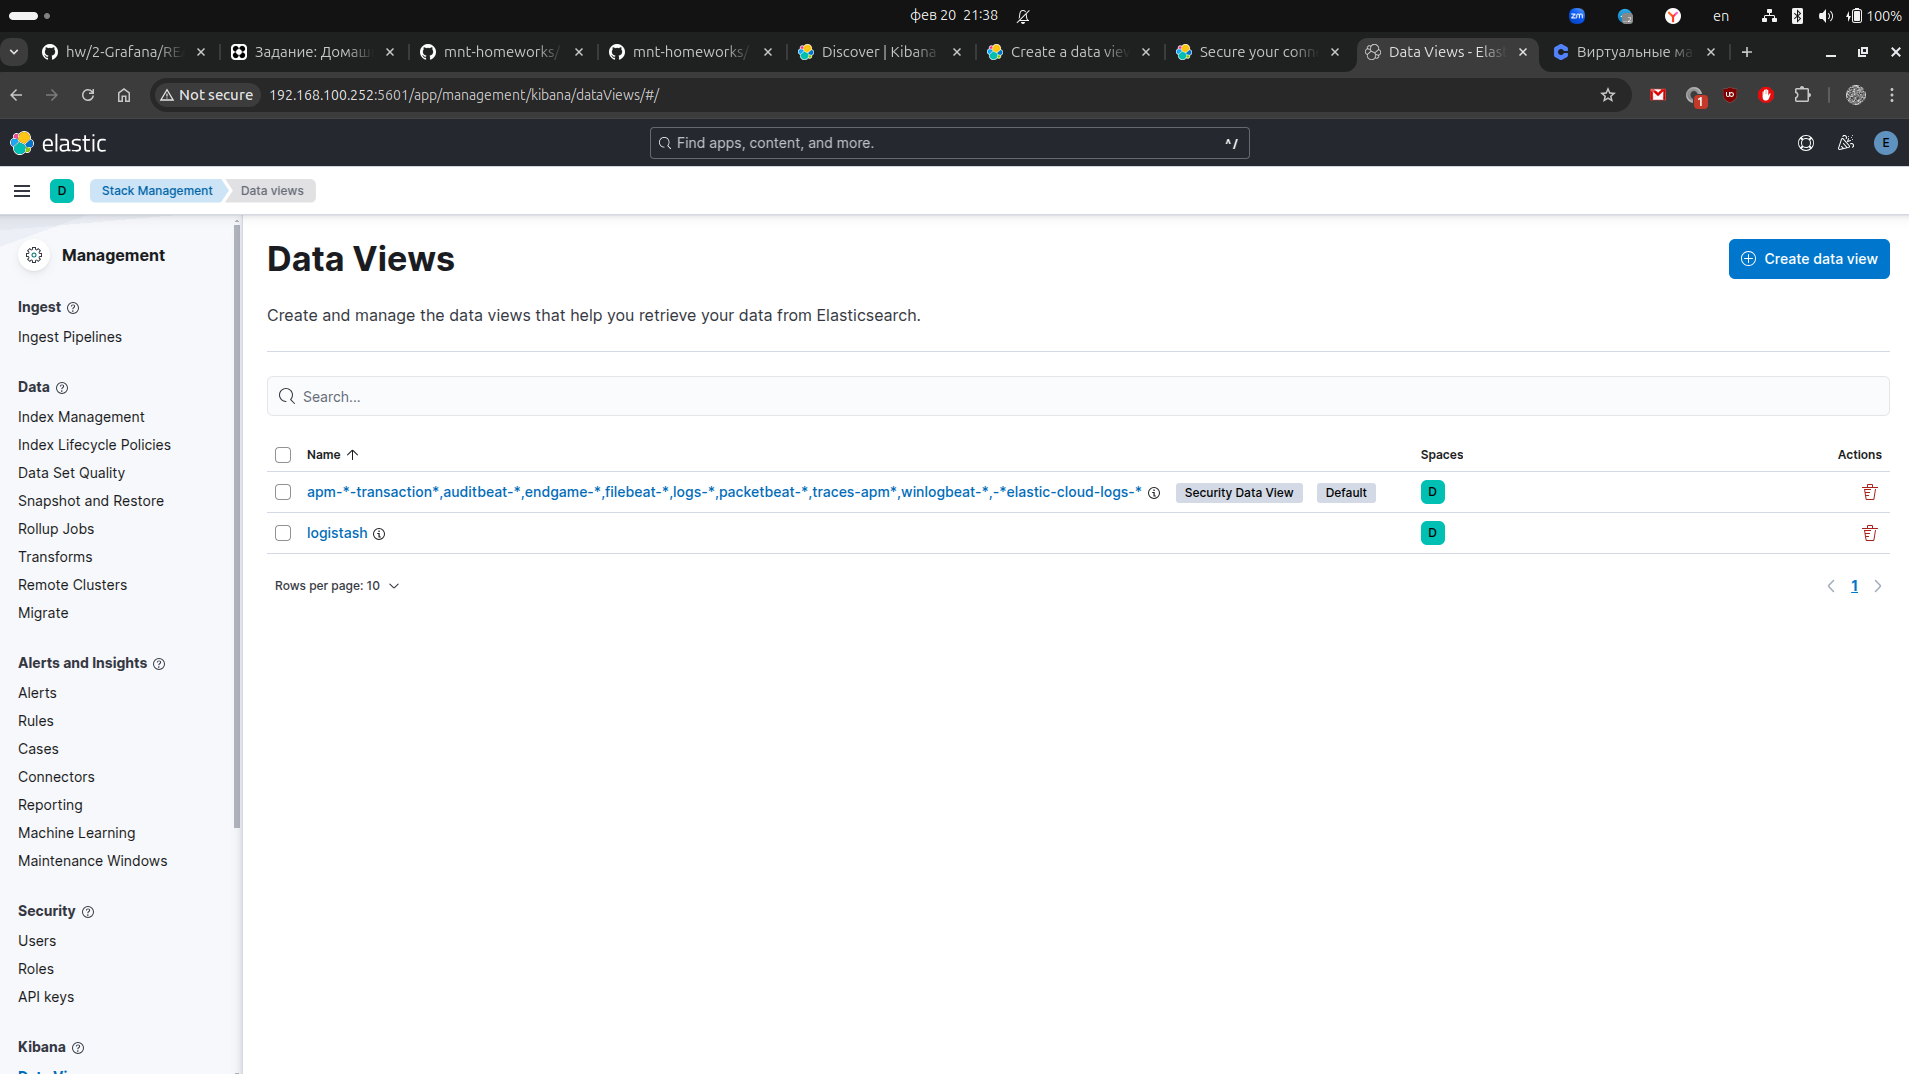 фев 20 21:38
zm
2
en
100%
hw/2-Grafana/RE
Задание: Домаш
mnt-homeworks/
mnt-homeworks/
Discover | Kibana
Create a data vie
Secure your conn
Data Views - Elas
Виртуальные ма
Not secure
192.168.100.252:5601/app/management/kibana/dataViews/#/
1
elastic
Find apps, content, and more.
^/
E
D
Stack Management
Data views
Management
Ingest
Ingest Pipelines
Data
Index Management
Index Lifecycle Policies
Data Set Quality
Snapshot and Restore
Rollup Jobs
Transforms
Remote Clusters
Migrate
Alerts and Insights
Alerts
Rules
Cases
Connectors
Reporting
Machine Learning
Maintenance Windows
Security
Users
Roles
API keys
Kibana
Data Views
Create data view
Create and manage the data views that help you retrieve your data from Elasticsearch.
Search...
Name
Spaces
Actions
apm-*-transaction*,auditbeat-*,endgame-*,filebeat-*,logs-*,packetbeat-*,traces-apm*,winlogbeat-*,-*elastic-cloud-logs-*
Security Data View
Default
D
logistash
D
Rows per page: 10
1